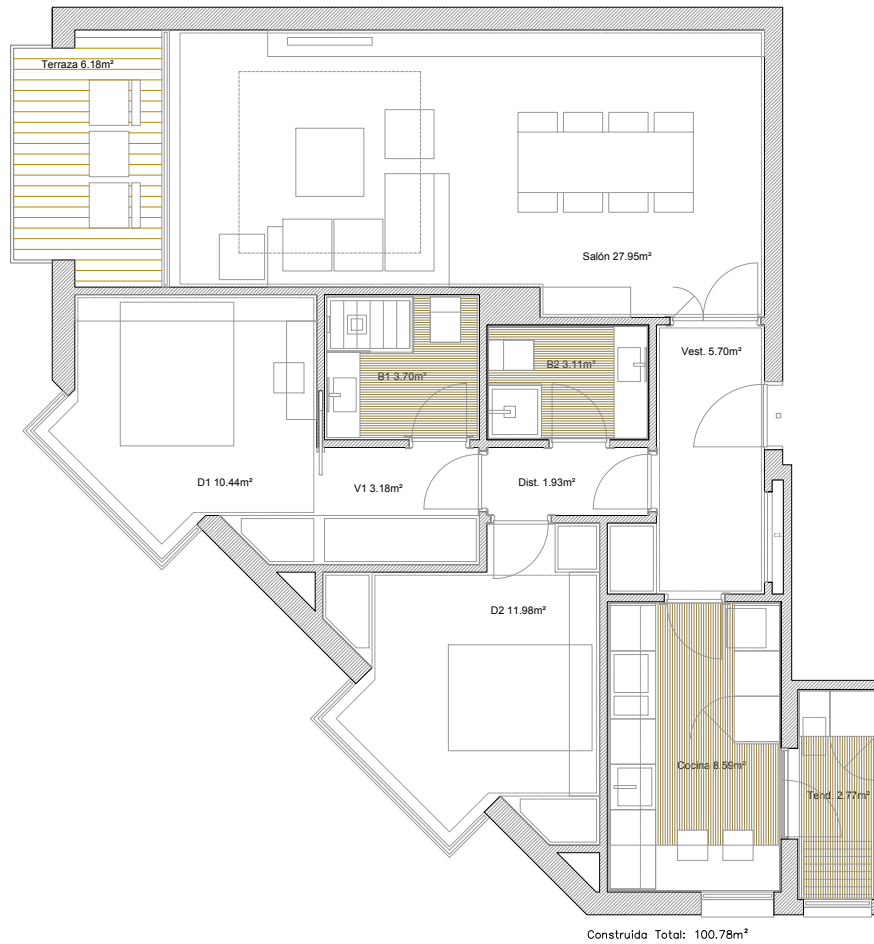 Terraza 6.18m²
Salón 27.95m²
Vest. 5.70m²
B1 3.70m²
B2 3.11m²
D1 10.44m²
V1 3.18m²
Dist. 1.93m²
D2 11.98m²
Cocina 8.59m²
Tend. 2.77m²
Construida Total: 100.78m²